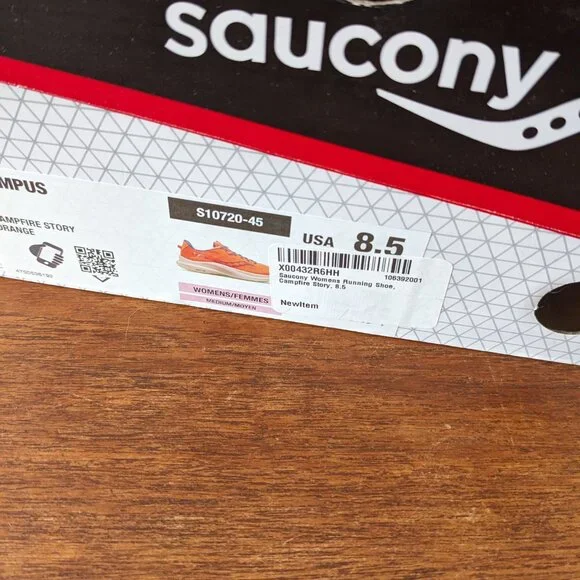 saucony
MPUS
S10720-45
AMPFIRE STORY
RANGE
USA 8.5
X00432R6HH
106392001
Saucony Womens Running Shoe,
Campfire Story, 8.5
NewItem
WOMENS/FEMMES
MEDIUM/MOYEN